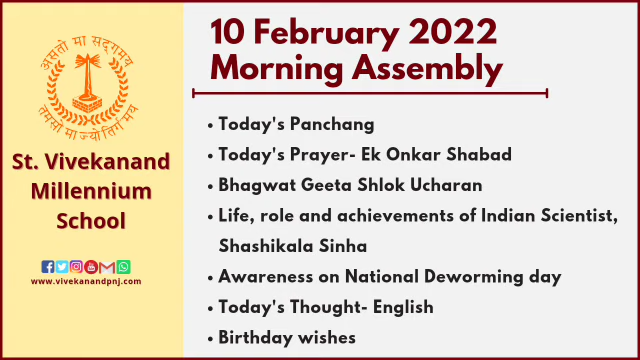 असतो मा सद्गमय
तमसो मा ज्योतिर्गमय
St. Vivekanand
Millennium
School
www.vivekanandpnj.com
10 February 2022
Morning Assembly
• Today's Panchang
• Today's Prayer- Ek Onkar Shabad
• Bhagwat Geeta Shlok Ucharan
• Life, role and achievements of Indian Scientist,
Shashikala Sinha
• Awareness on National Deworming day
• Today's Thought- English
• Birthday wishes